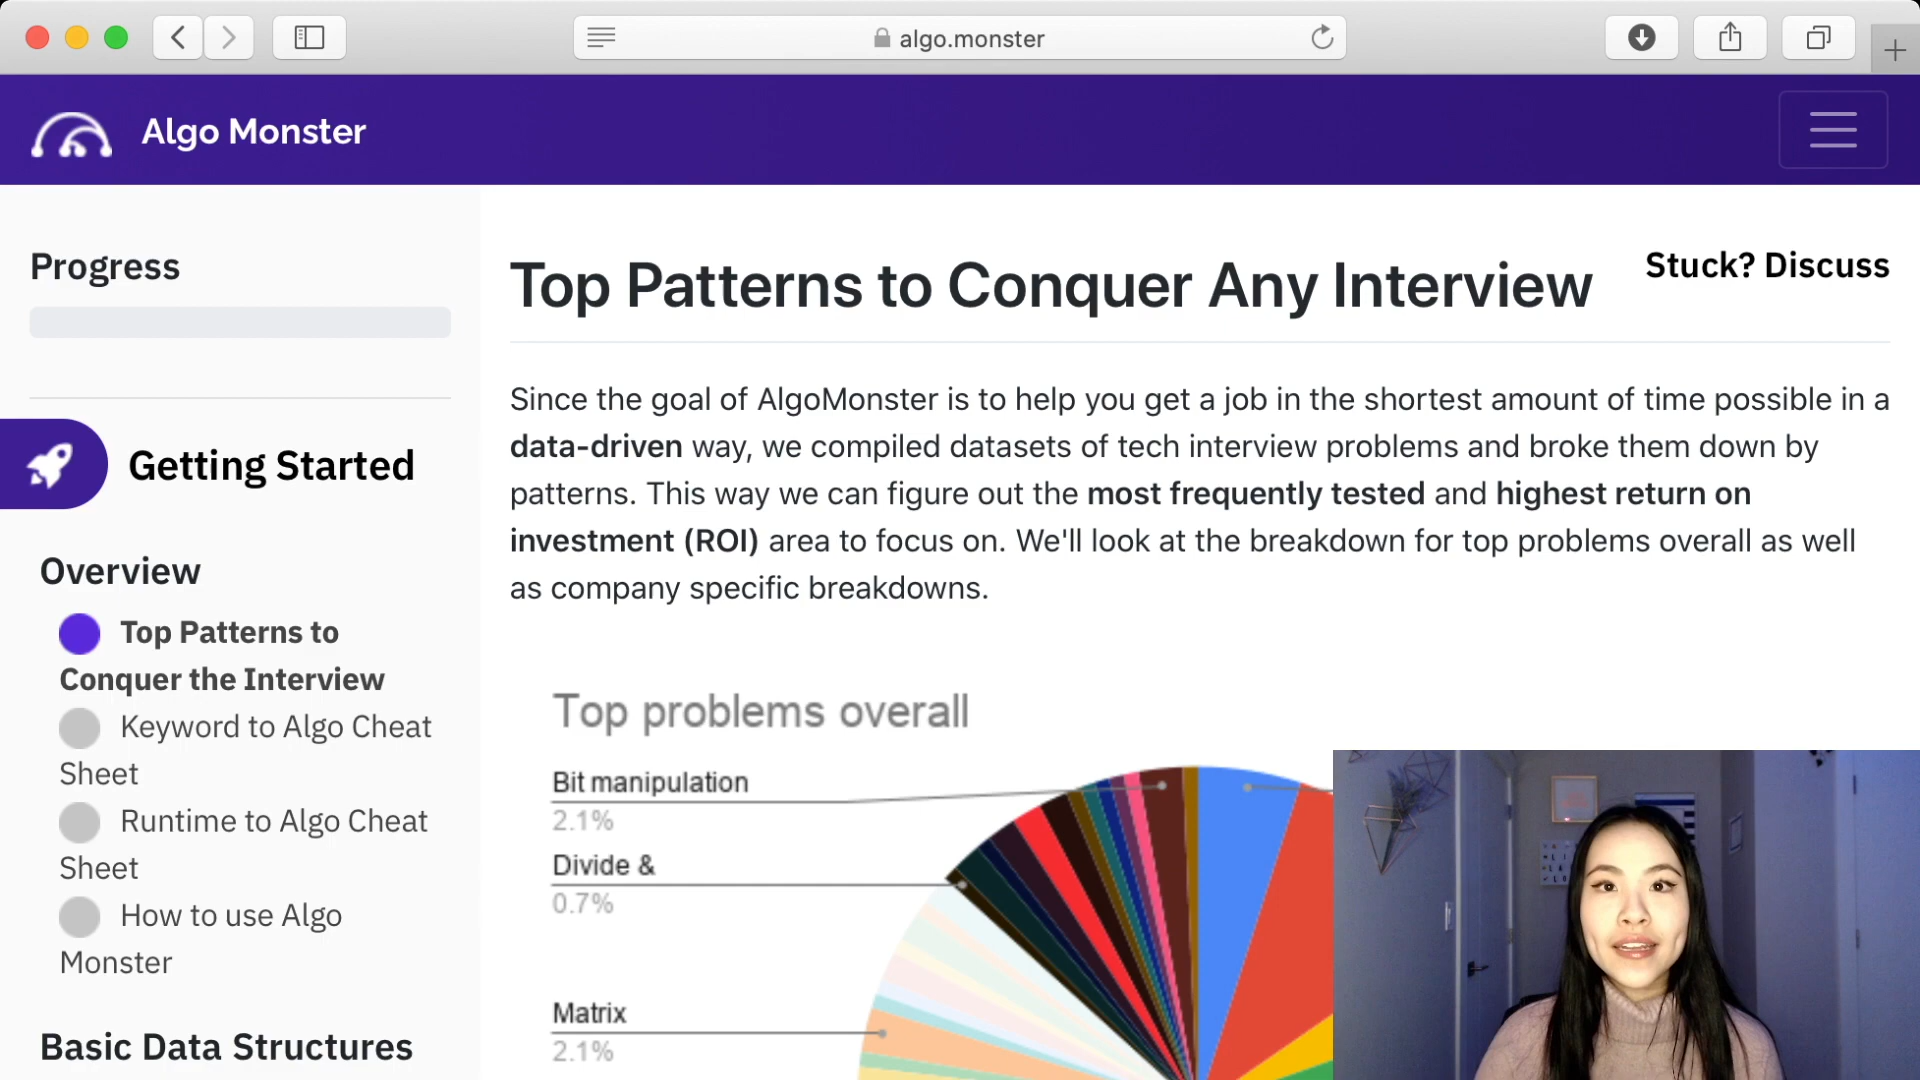 algo.monster
Algo Monster
Progress
Getting Started
Overview
Top Patterns to
Conquer the Interview
Keyword to Algo Cheat
Sheet
Runtime to Algo Cheat
Sheet
How to use Algo
Monster
Basic Data Structures
Top Patterns to Conquer Any Interview
Stuck? Discuss
Since the goal of AlgoMonster is to help you get a job in the shortest amount of time possible in a
data-driven way, we compiled datasets of tech interview problems and broke them down by
patterns. This way we can figure out the most frequently tested and highest return on
investment (ROI) area to focus on. We'll look at the breakdown for top problems overall as well
as company specific breakdowns.
Top problems overall
Bit manipulation
2.1%
Divide &
0.7%
Matrix
2.1%